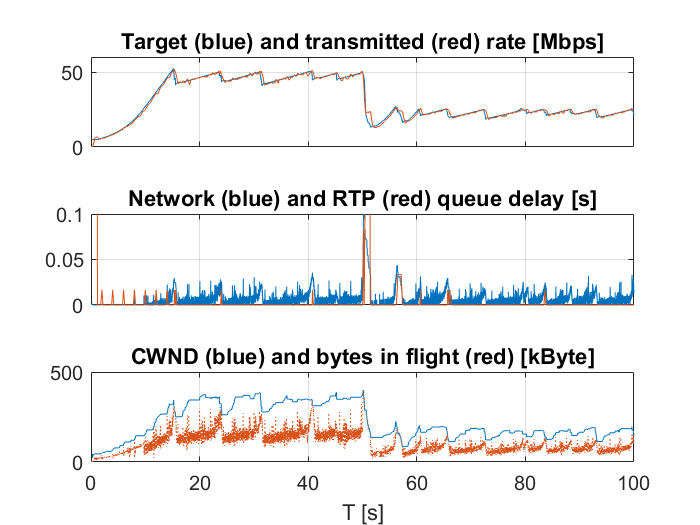 Target (blue) and transmitted (red) rate [Mbps]
50
0
Network (blue) and RTP (red) queue delay [s]
0.1
0.05
0
CWND (blue) and bytes in flight (red) [kByte]
500
0
0 20 40 60 80 100
T [s]